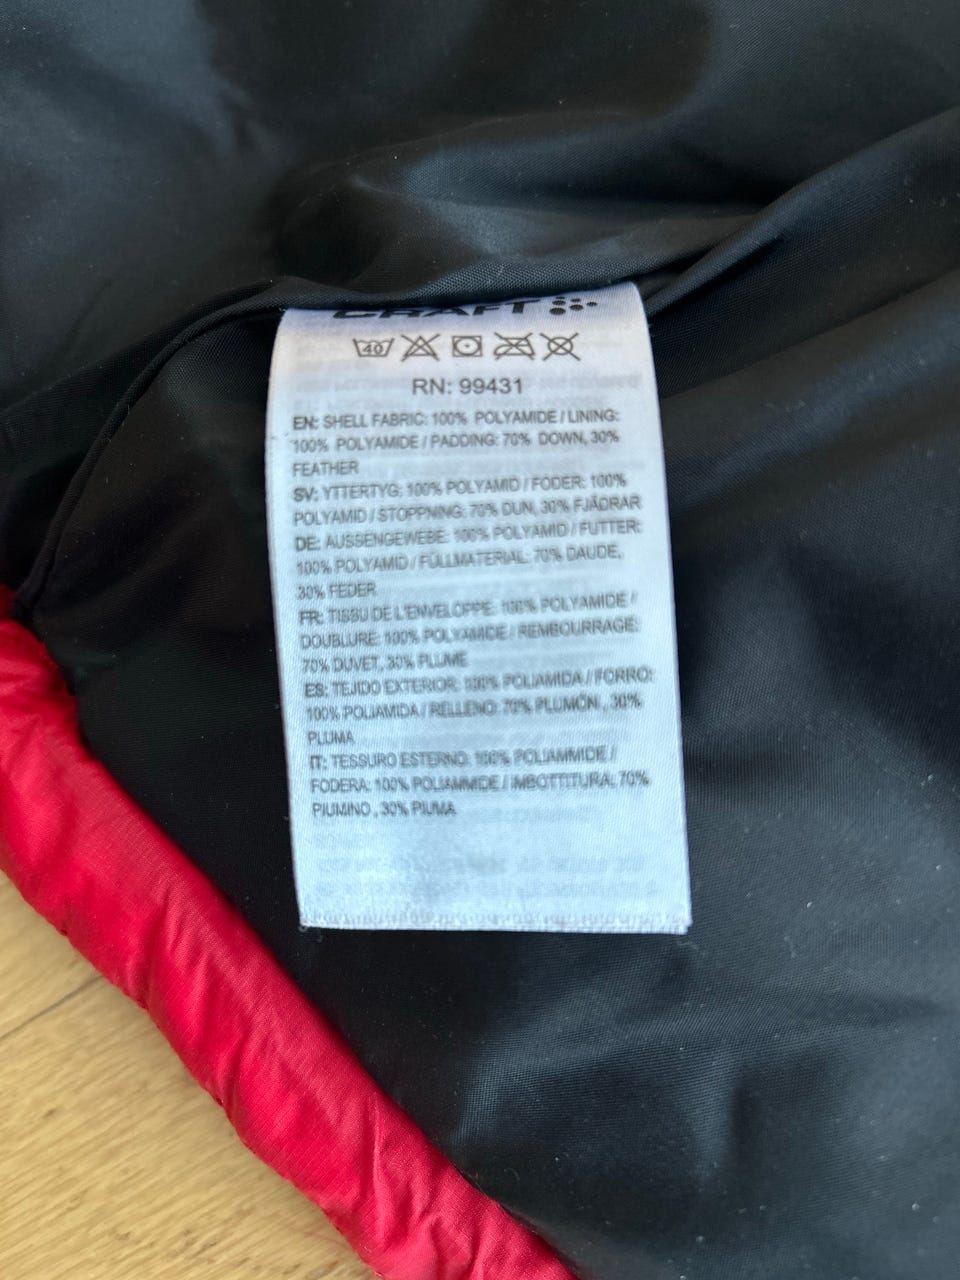 CRAFT
40
RN: 99431
EN: SHELL FABRIC: 100% POLYAMIDE / LINING:
100% POLYAMIDE / PADDING: 70% DOWN, 30%
FEATHER
SV: YTTERTYG: 100% POLYAMID / FODER: 100%
POLYAMID / STOPPNING: 70% DUN, 30% FJÄDRAR
DE: AUSSENGEWEBE: 100% POLYAMID / FUTTER:
100% POLYAMID / FÜLLMATERIAL: 70% DAUDE,
30% FEDER
FR: TISSU DE L'ENVELOPPE: 100% POLYAMIDE /
DOUBLURE: 100% POLYAMIDE / REMBOURRAGE:
70% DUVET, 30% PLUME
ES: TEJIDO EXTERIOR: 100% POLIAMIDA / FORRO:
100% POLIAMIDA / RELLENO: 70% PLUMÓN , 30%
PLUMA
IT: TESSURO ESTERNO: 100% POLIAMMIDE /
FODERA: 100% POLIAMMIDE / IMBOTTITURA: 70%
PIUMINO , 30% PIUMA